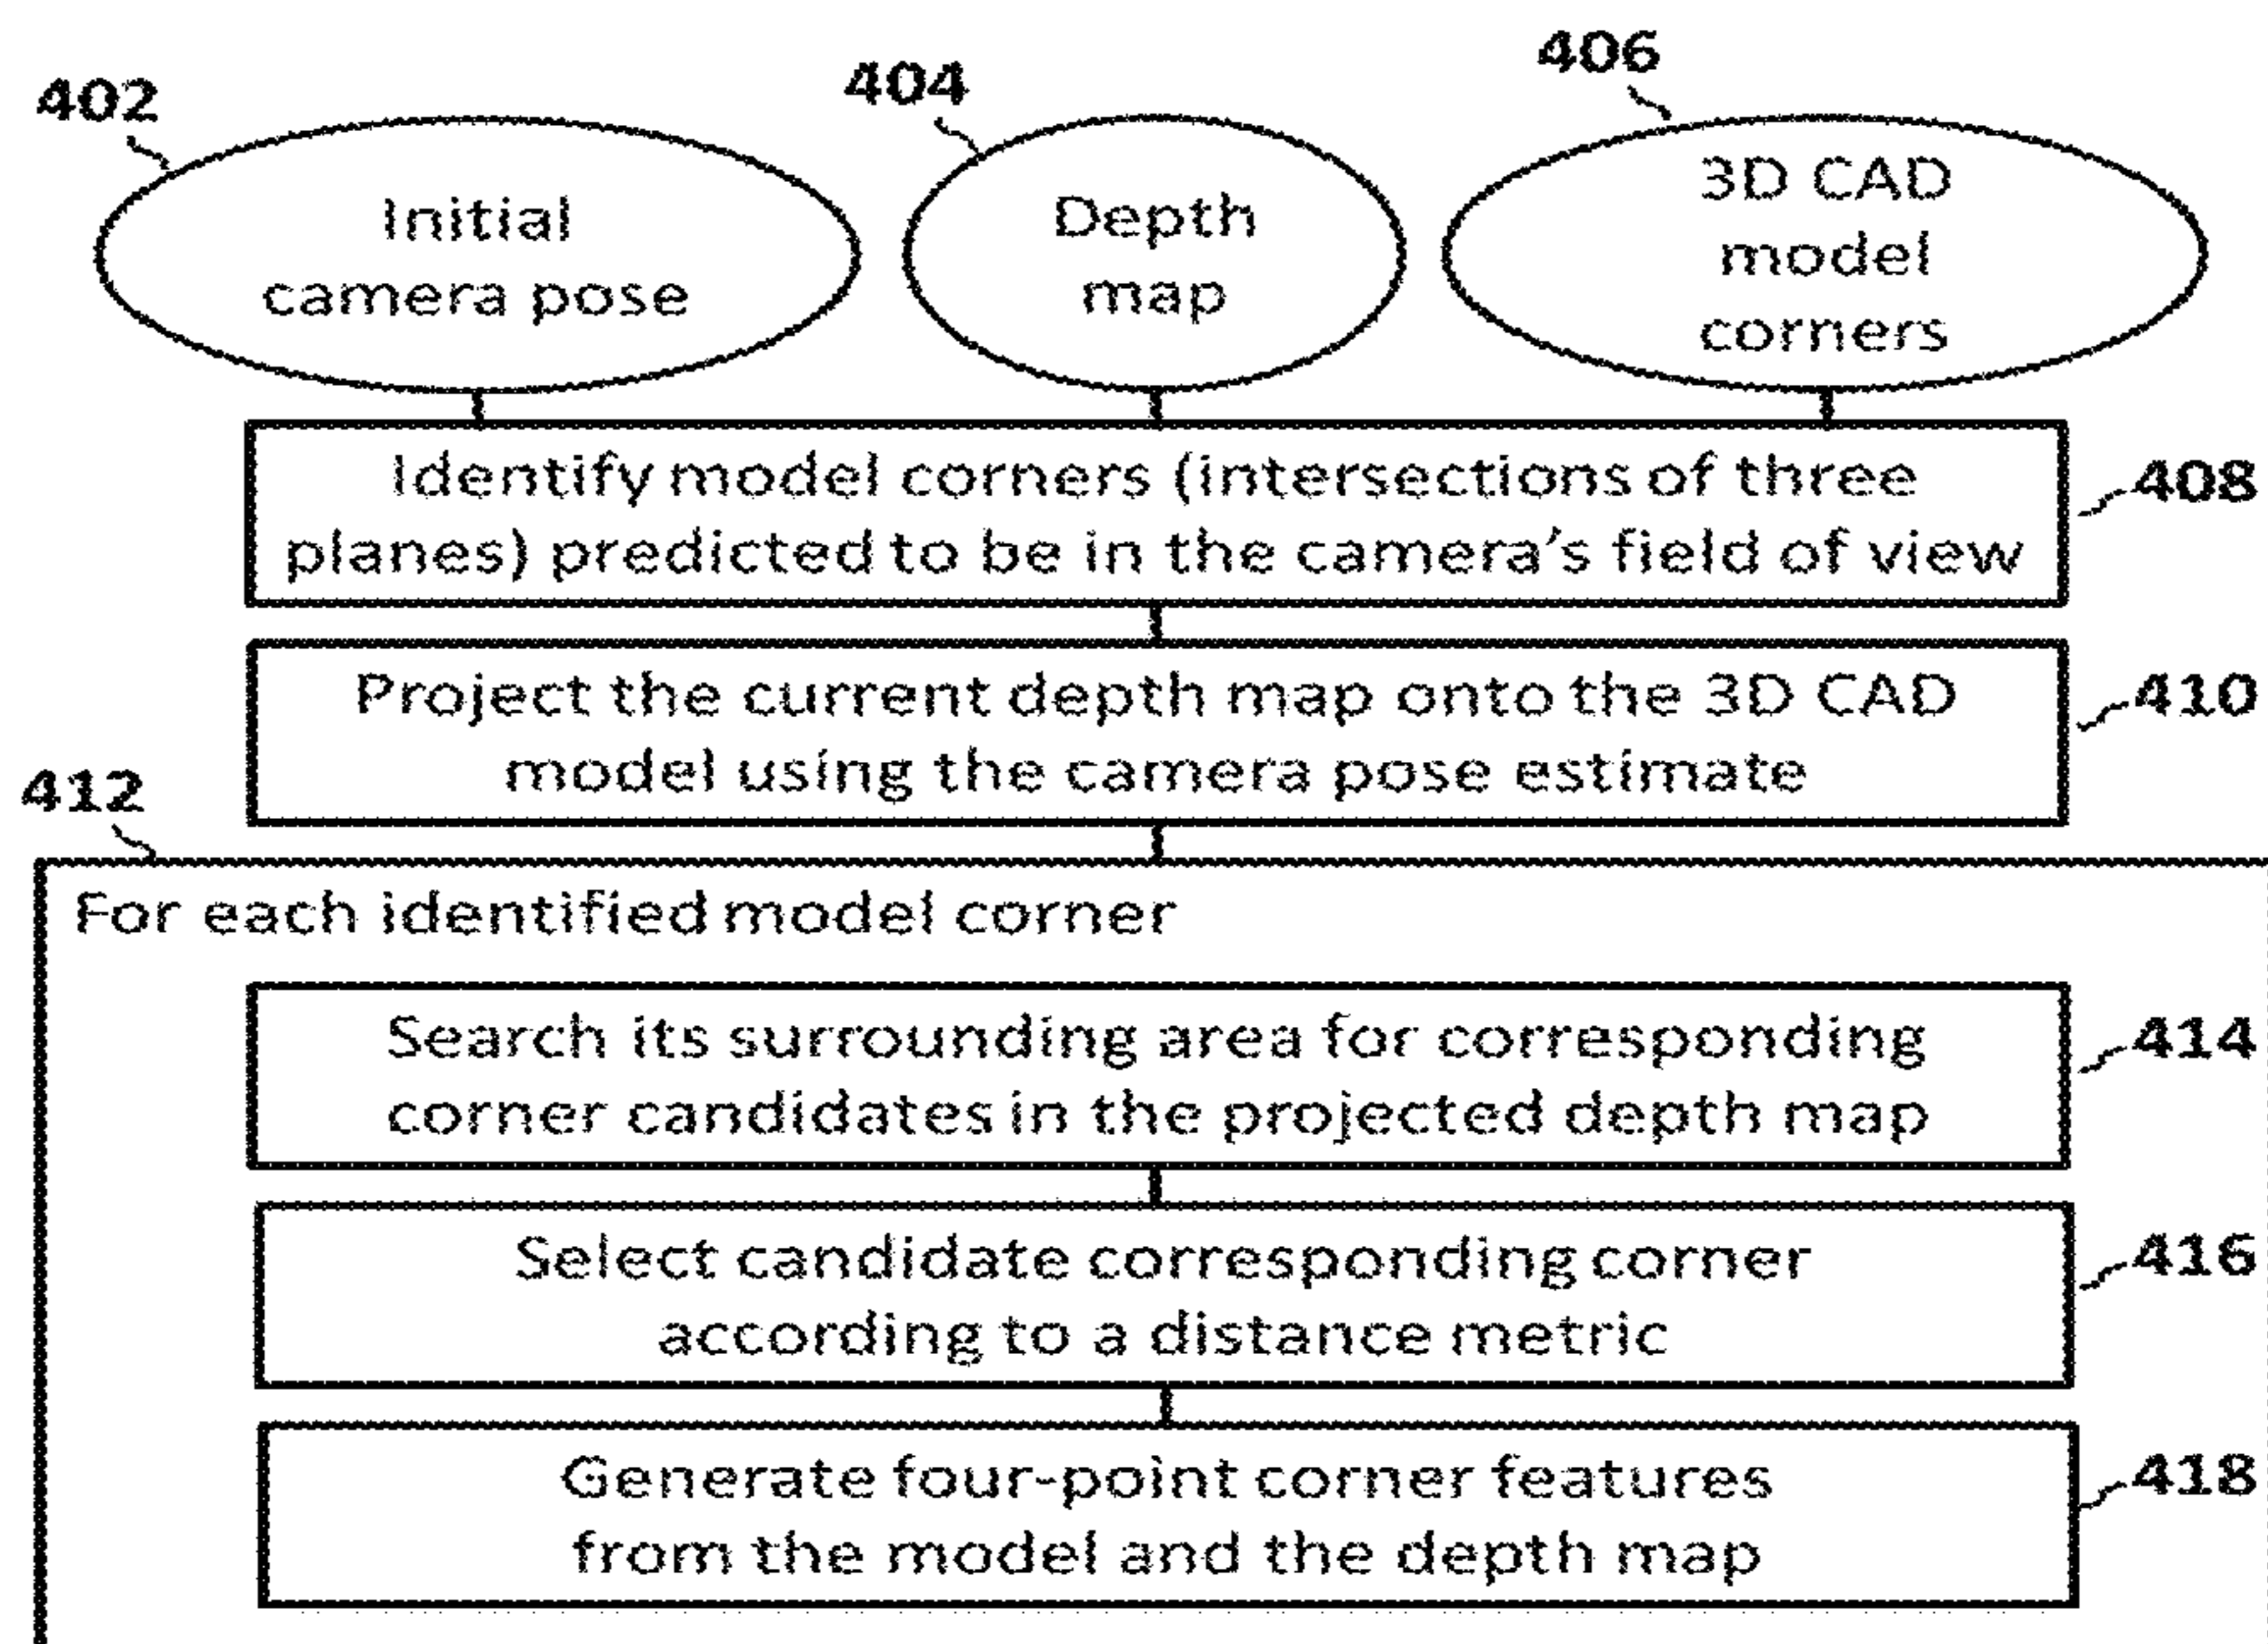 402
404
406
Initial
camera pose
Depth
map
3D CAD
model
corners
Identify model corners (intersections of three
planes) predicted to be in the camera's field of view
408
Project the current depth map onto the 3D CAD
model using the camera pose estimate
410
412
For each identified model corner
Search its surrounding area for corresponding
corner candidates in the projected depth map
414
Select candidate corresponding corner
according to a distance metric
416
Generate four-point corner features
from the model and the depth map
418